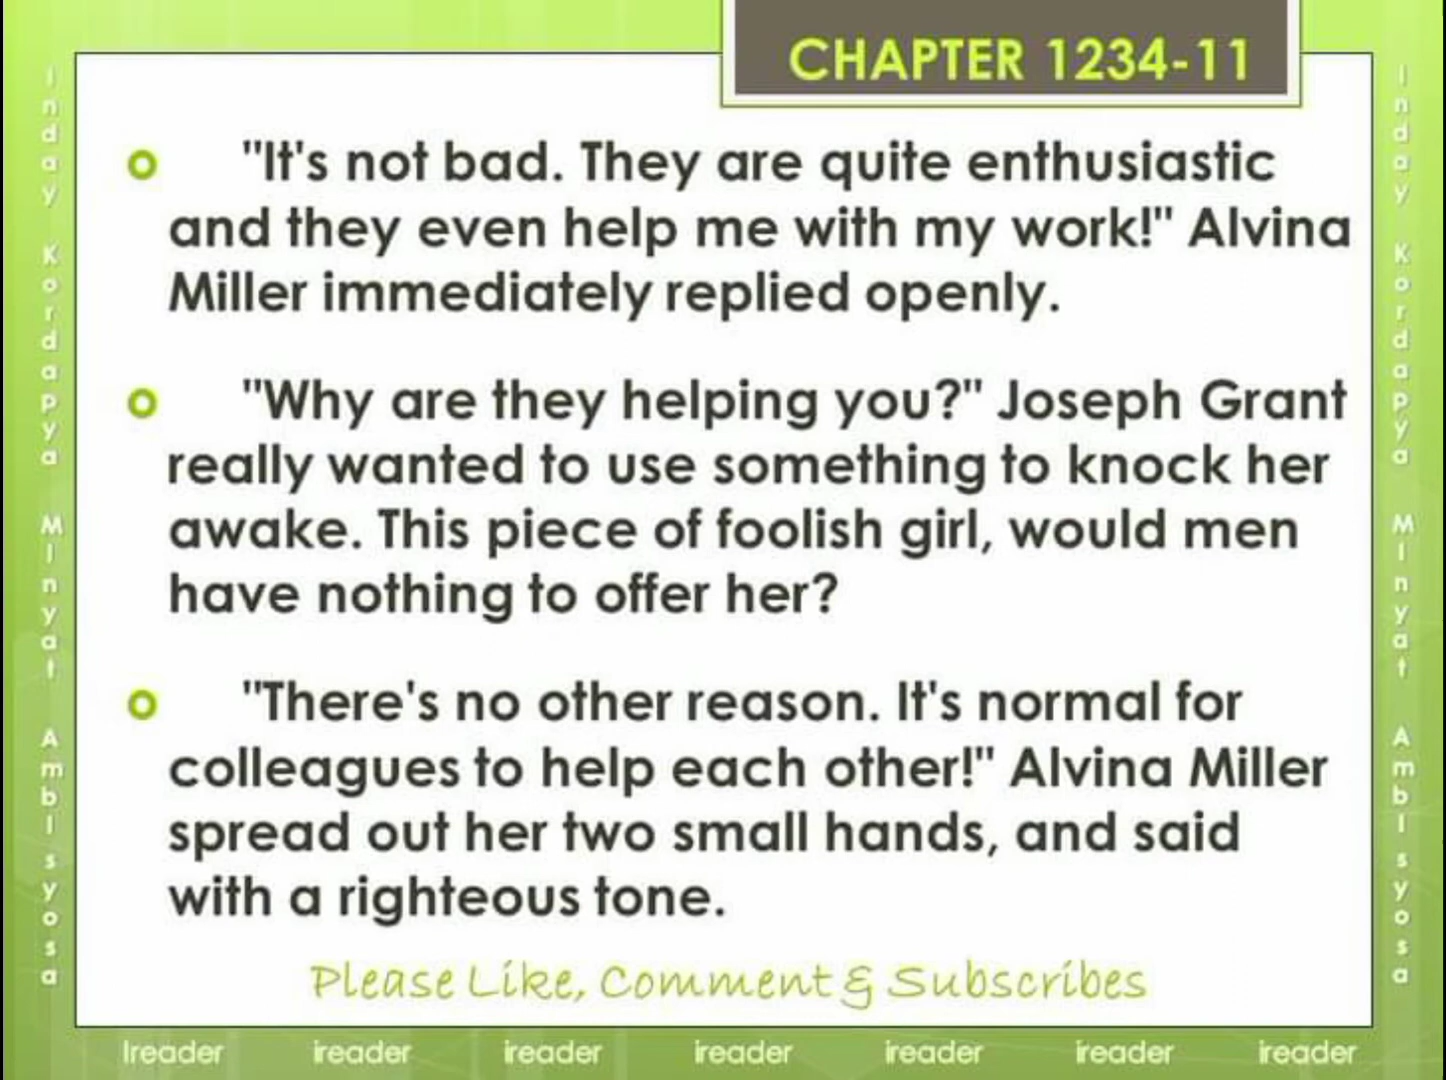 CHAPTER 1234-11
"It's not bad. They are quite enthusiastic
and they even help me with my work!" Alvina
Miller immediately replied openly.
"Why are they helping you?" Joseph Grant
really wanted to use something to knock her
awake. This piece of foolish girl, would men
have nothing to offer her?
"There's no other reason. It's normal for
colleagues to help each other!" Alvina Miller
spread out her two small hands, and said
with a righteous tone.
Please Like, Comment & Subscribes
Inday Kordapya MInyat AmbIsyosa
Inday Kordapya MInyat AmbIsyosa
Ireader ireader ireader ireader ireader ireader ireader